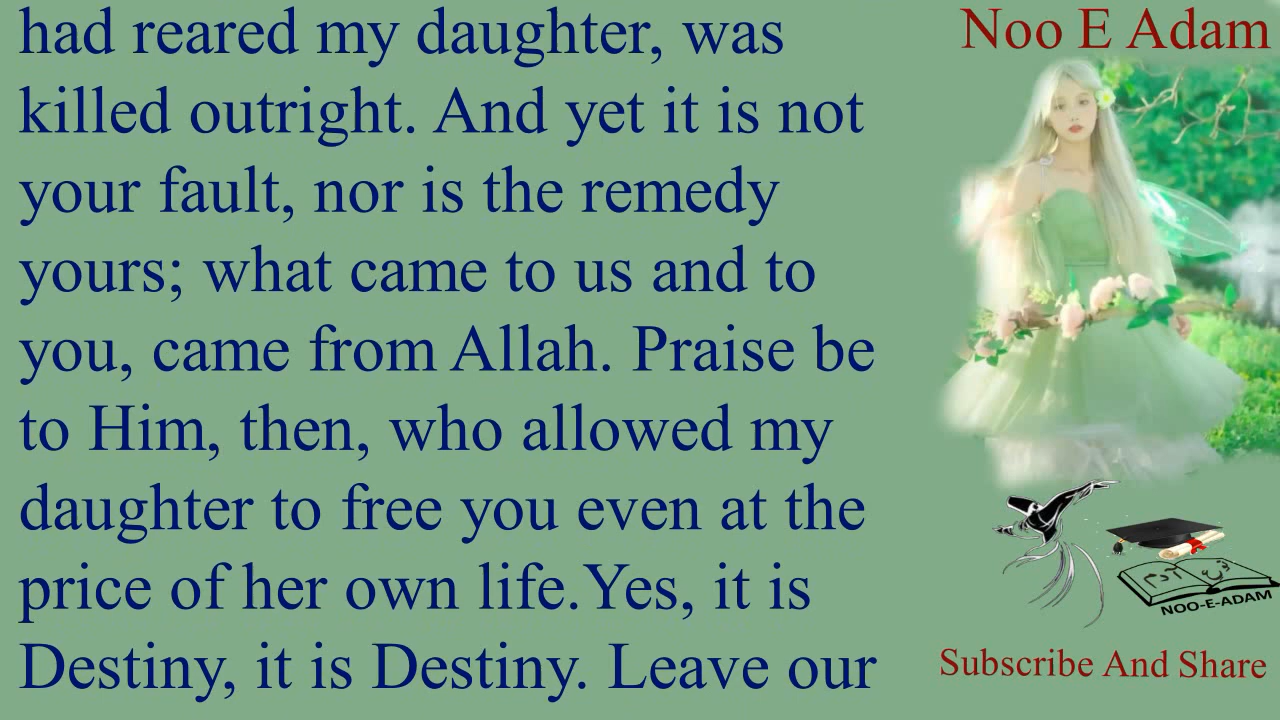 had reared my daughter, was
killed outright. And yet it is not
your fault, nor is the remedy
yours; what came to us and to
you, came from Allah. Praise be
to Him, then, who allowed my
daughter to free you even at the
price of her own life.Yes, it is
Destiny, it is Destiny. Leave our
Noo E Adam
نوع آدم
NOO-E-ADAM
Subscribe And Share